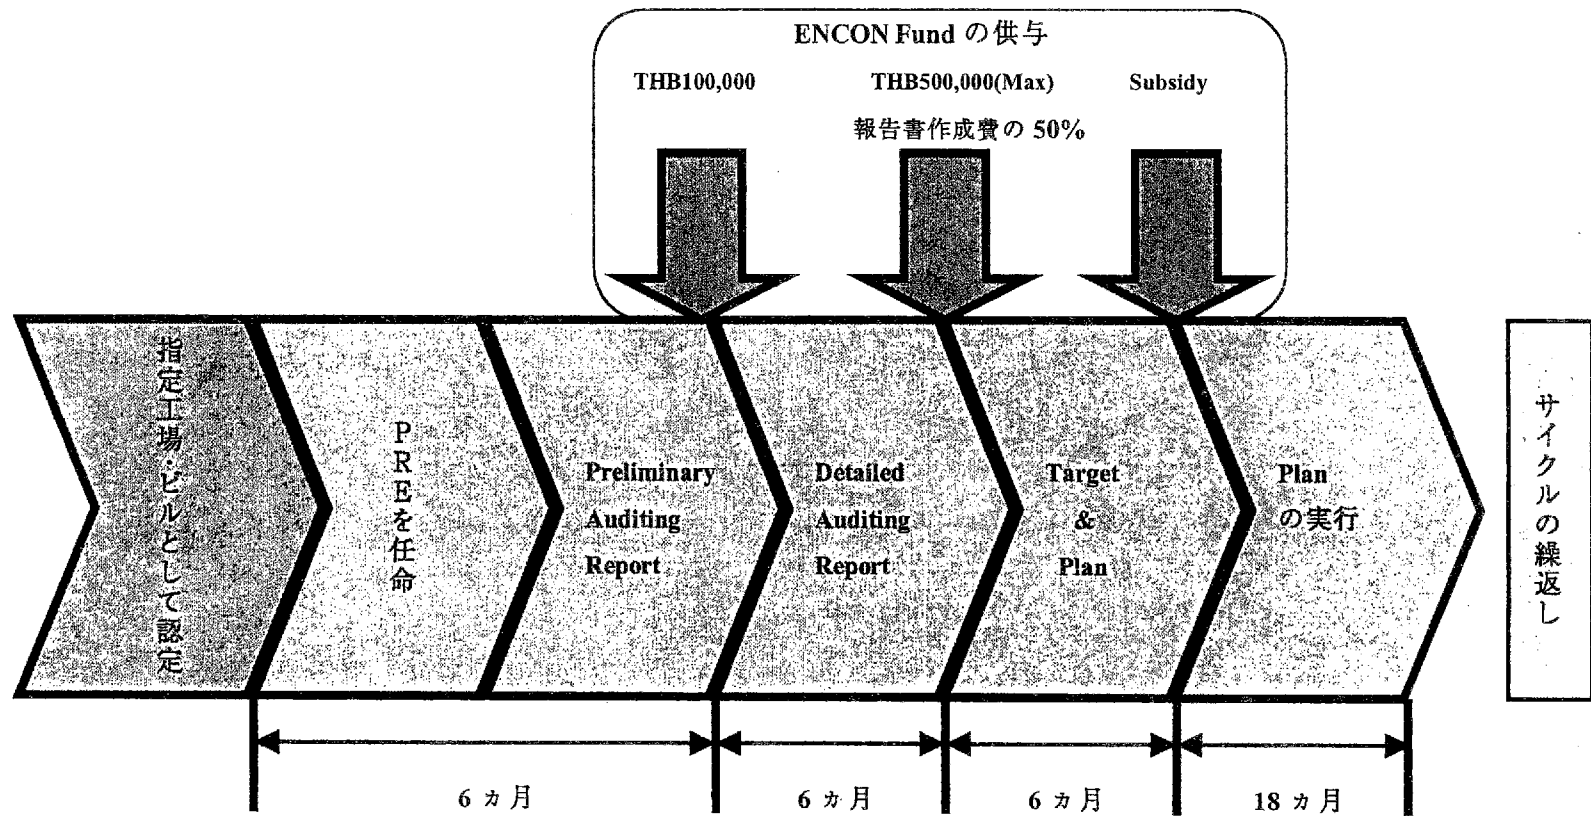 ENCON Fund の供与
THB100,000
THB500,000(Max)
Subsidy
報告書作成費の 50%
指定工場・ビルとして認定
PREを任命
Preliminary
Auditing
Report
Detailed
Auditing
Report
Target
&
Plan
Plan
の実行
サイクルの繰返し
6 ヵ月
6 ヵ月
6 ヵ月
18 ヵ月